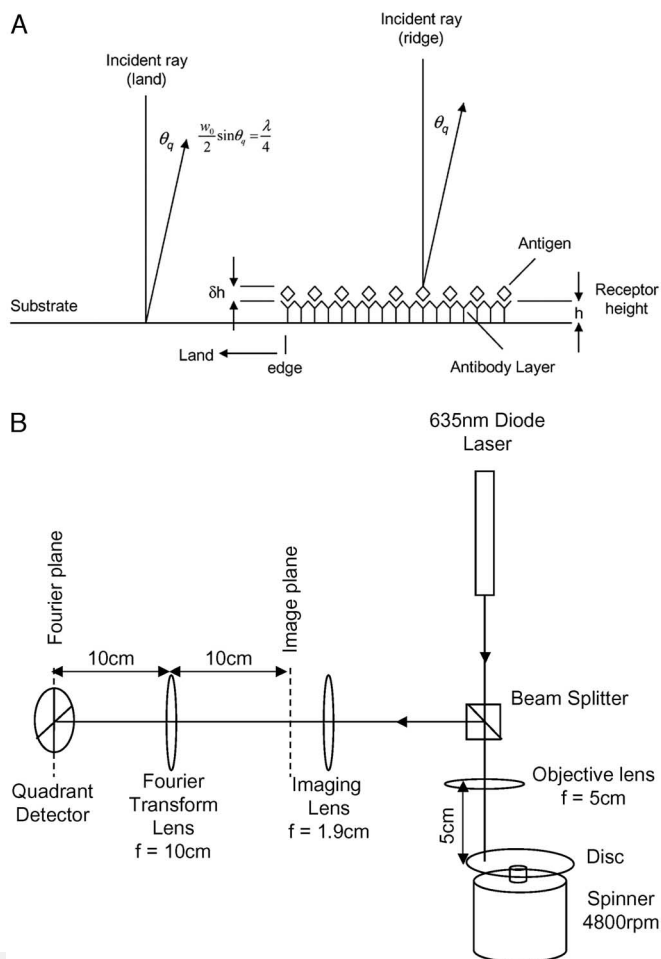 A
Incident ray
(land)
Incident ray
(ridge)
θq
w0/2 sinθq = λ/4
θq
Antigen
δh
Substrate
Receptor
height
h
Land
edge
Antibody Layer
B
635nm Diode
Laser
Fourier plane
Image plane
10cm
10cm
Beam Splitter
Quadrant
Detector
Fourier
Transform
Lens
f = 10cm
Imaging
Lens
f = 1.9cm
Objective lens
f = 5cm
5cm
Disc
Spinner
4800rpm